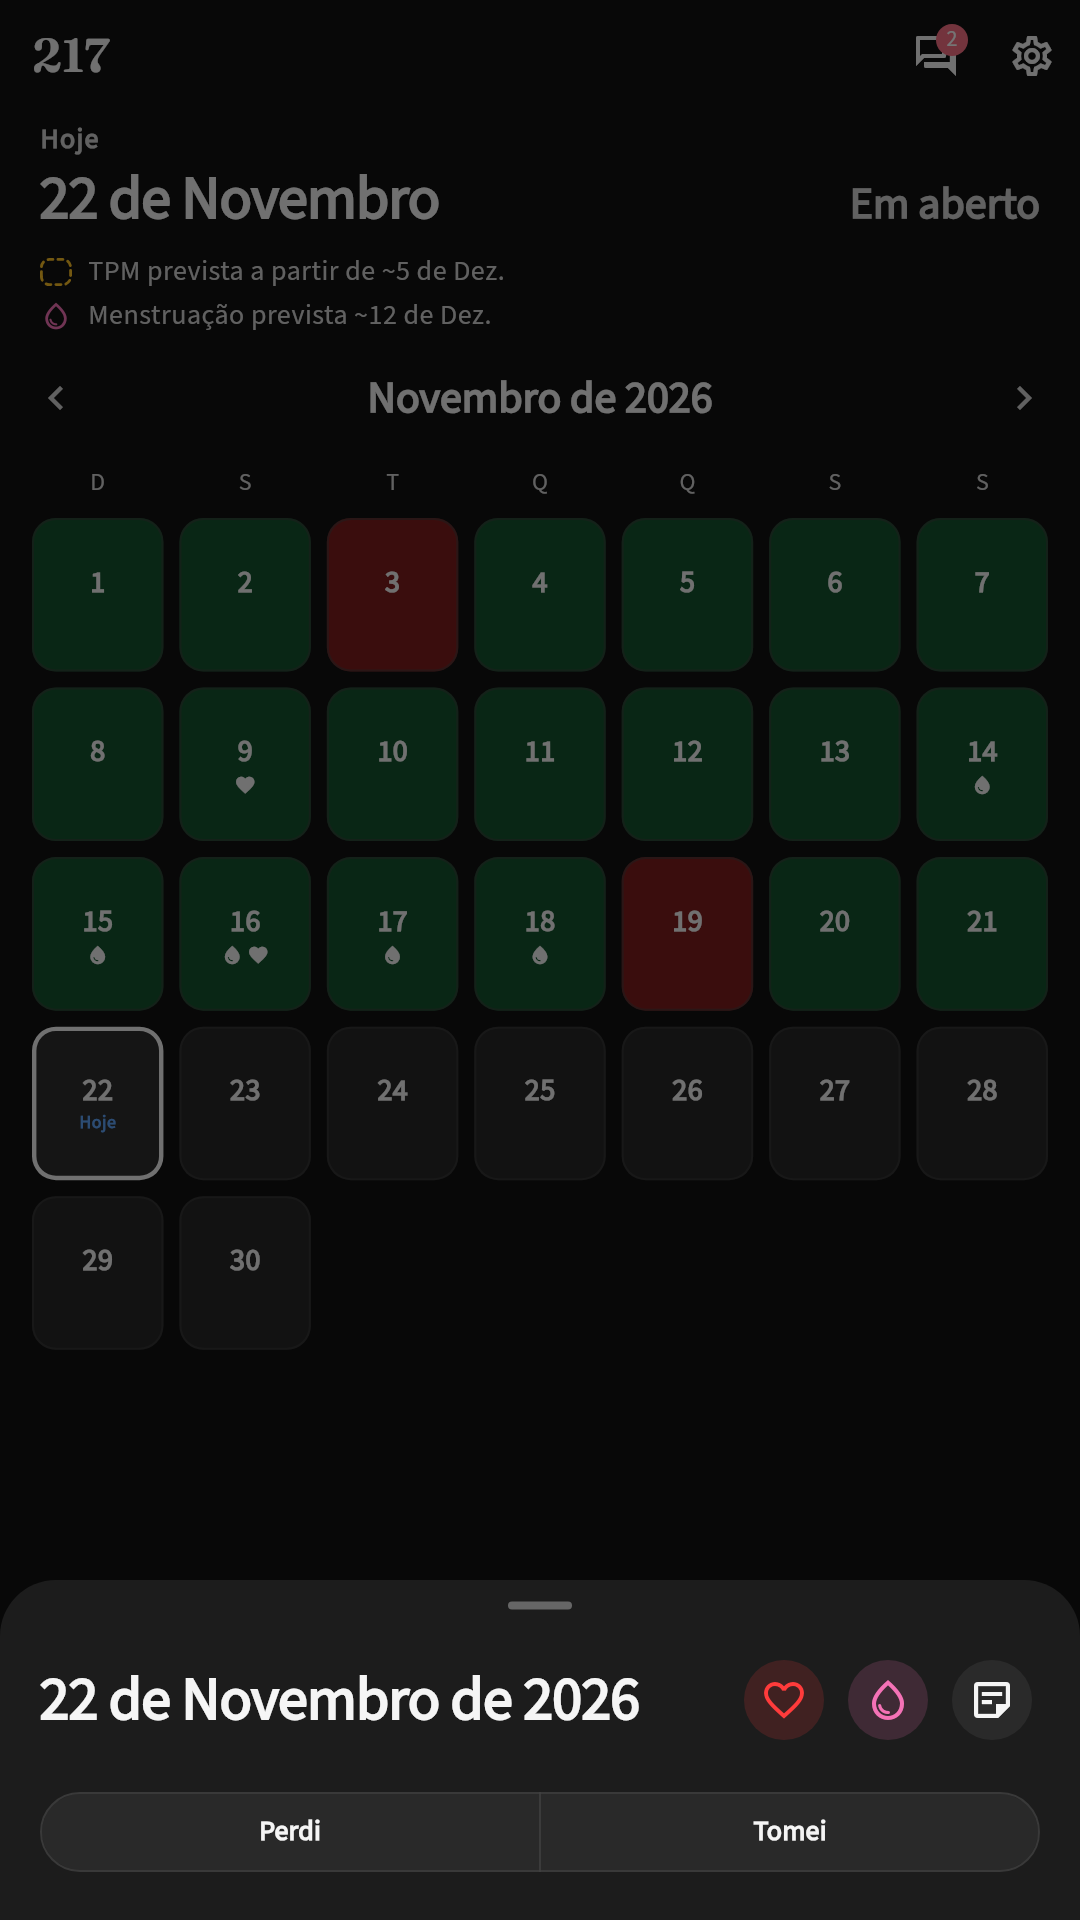 217
2
Hoje
22 de Novembro
Em aberto
TPM prevista a partir de ~5 de Dez.
Menstruação prevista ~12 de Dez.
Novembro de 2026
D S T Q Q S S
1 2 3 4 5 6 7
8 9 10 11 12 13 14
15 16 17 18 19 20 21
22 23 24 25 26 27 28
Hoje
29 30
22 de Novembro de 2026
Perdi Tomei